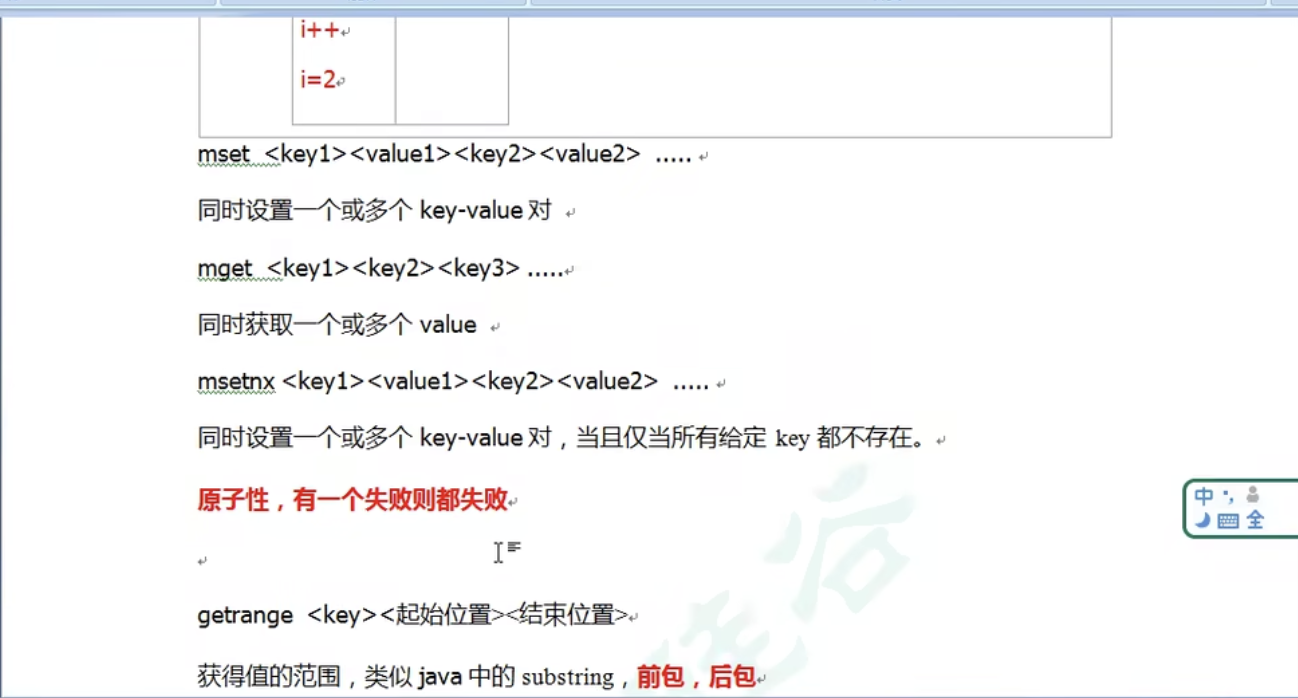 i++
i=2
mset <key1><value1><key2><value2> .....
同时设置一个或多个 key-value 对
mget <key1><key2><key3> .....
同时获取一个或多个 value
msetnx <key1><value1><key2><value2> .....
同时设置一个或多个 key-value 对，当且仅当所有给定 key 都不存在。
原子性，有一个失败则都失败
getrange <key><起始位置><结束位置>
获得值的范围，类似 java 中的 substring，前包，后包
中 ·,
全
谷